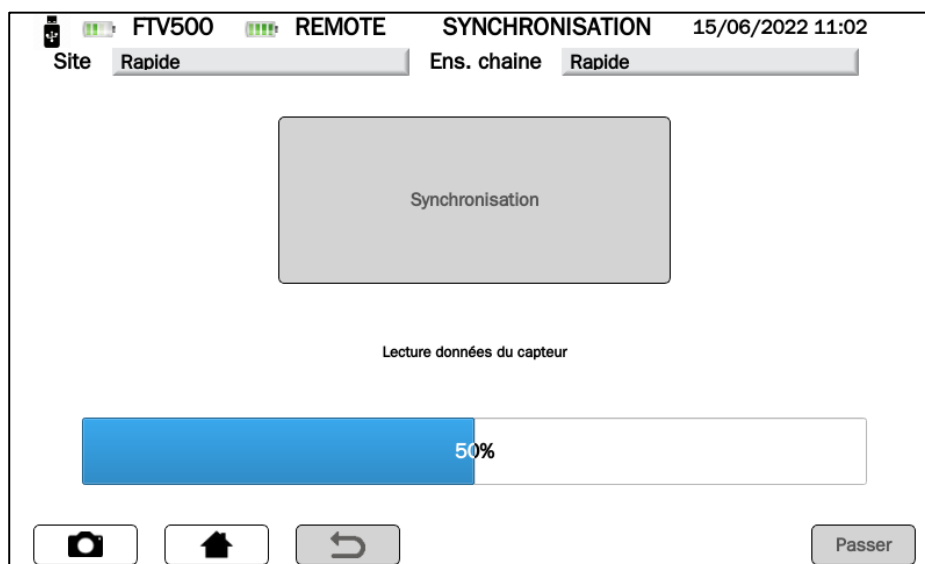 FTV500 REMOTE SYNCHRONISATION 15/06/2022 11:02
Site Rapide Ens. chaine Rapide
Synchronisation
Lecture données du capteur
50%
Passer